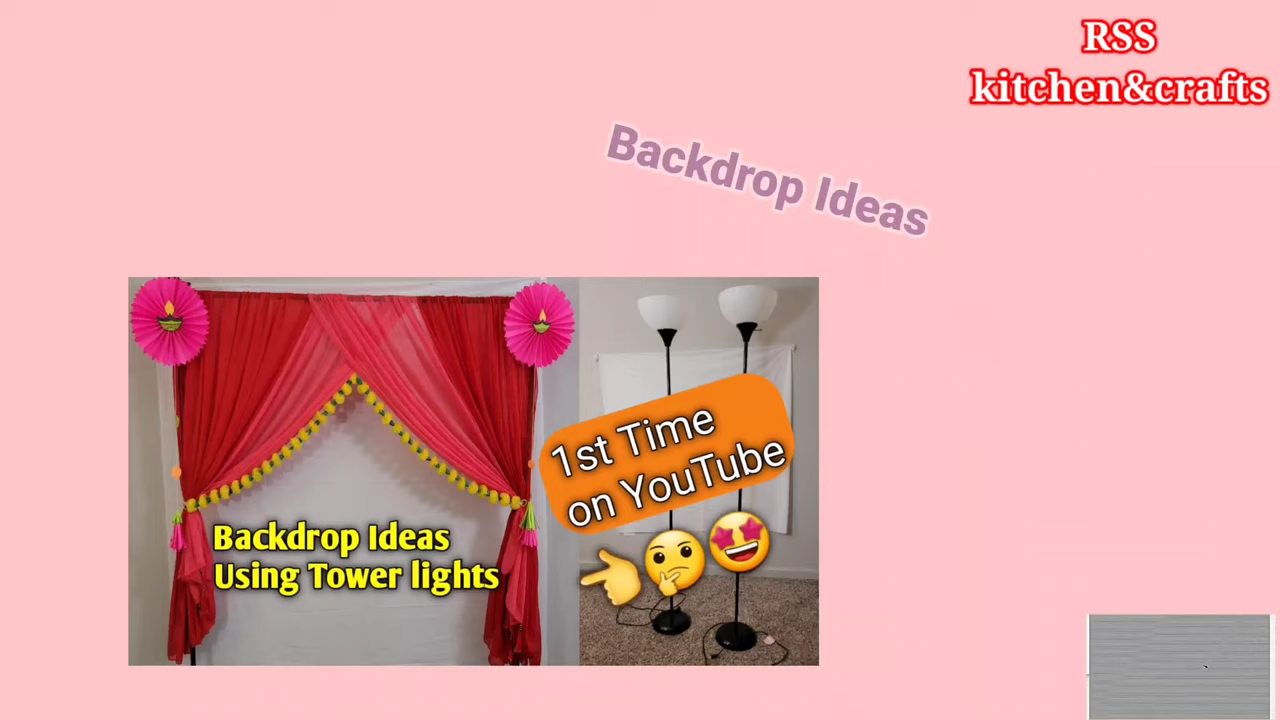 RSS
kitchen&crafts
Backdrop Ideas
1st Time
on YouTube
Backdrop Ideas
Using Tower lights